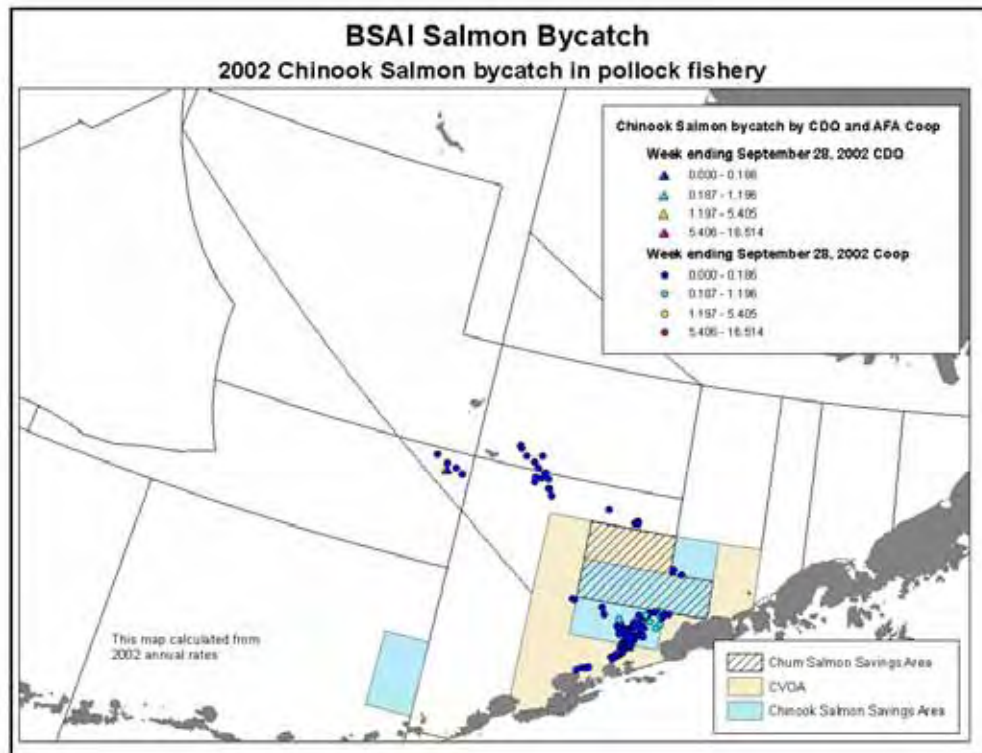 BSAI Salmon Bycatch
2002 Chinook Salmon bycatch in pollock fishery
Chinook Salmon bycatch by CDQ and AFA Coop
Week ending September 28, 2002 CDQ
0.000 - 0.186
0.187 - 1.196
1.197 - 5.405
5.406 - 16.514
Week ending September 28, 2002 Coop
0.000 - 0.186
0.187 - 1.196
1.197 - 5.405
5.406 - 16.514
This map calculated from
2002 annual rates
Chum Salmon Savings Area
CVOA
Chinook Salmon Savings Area